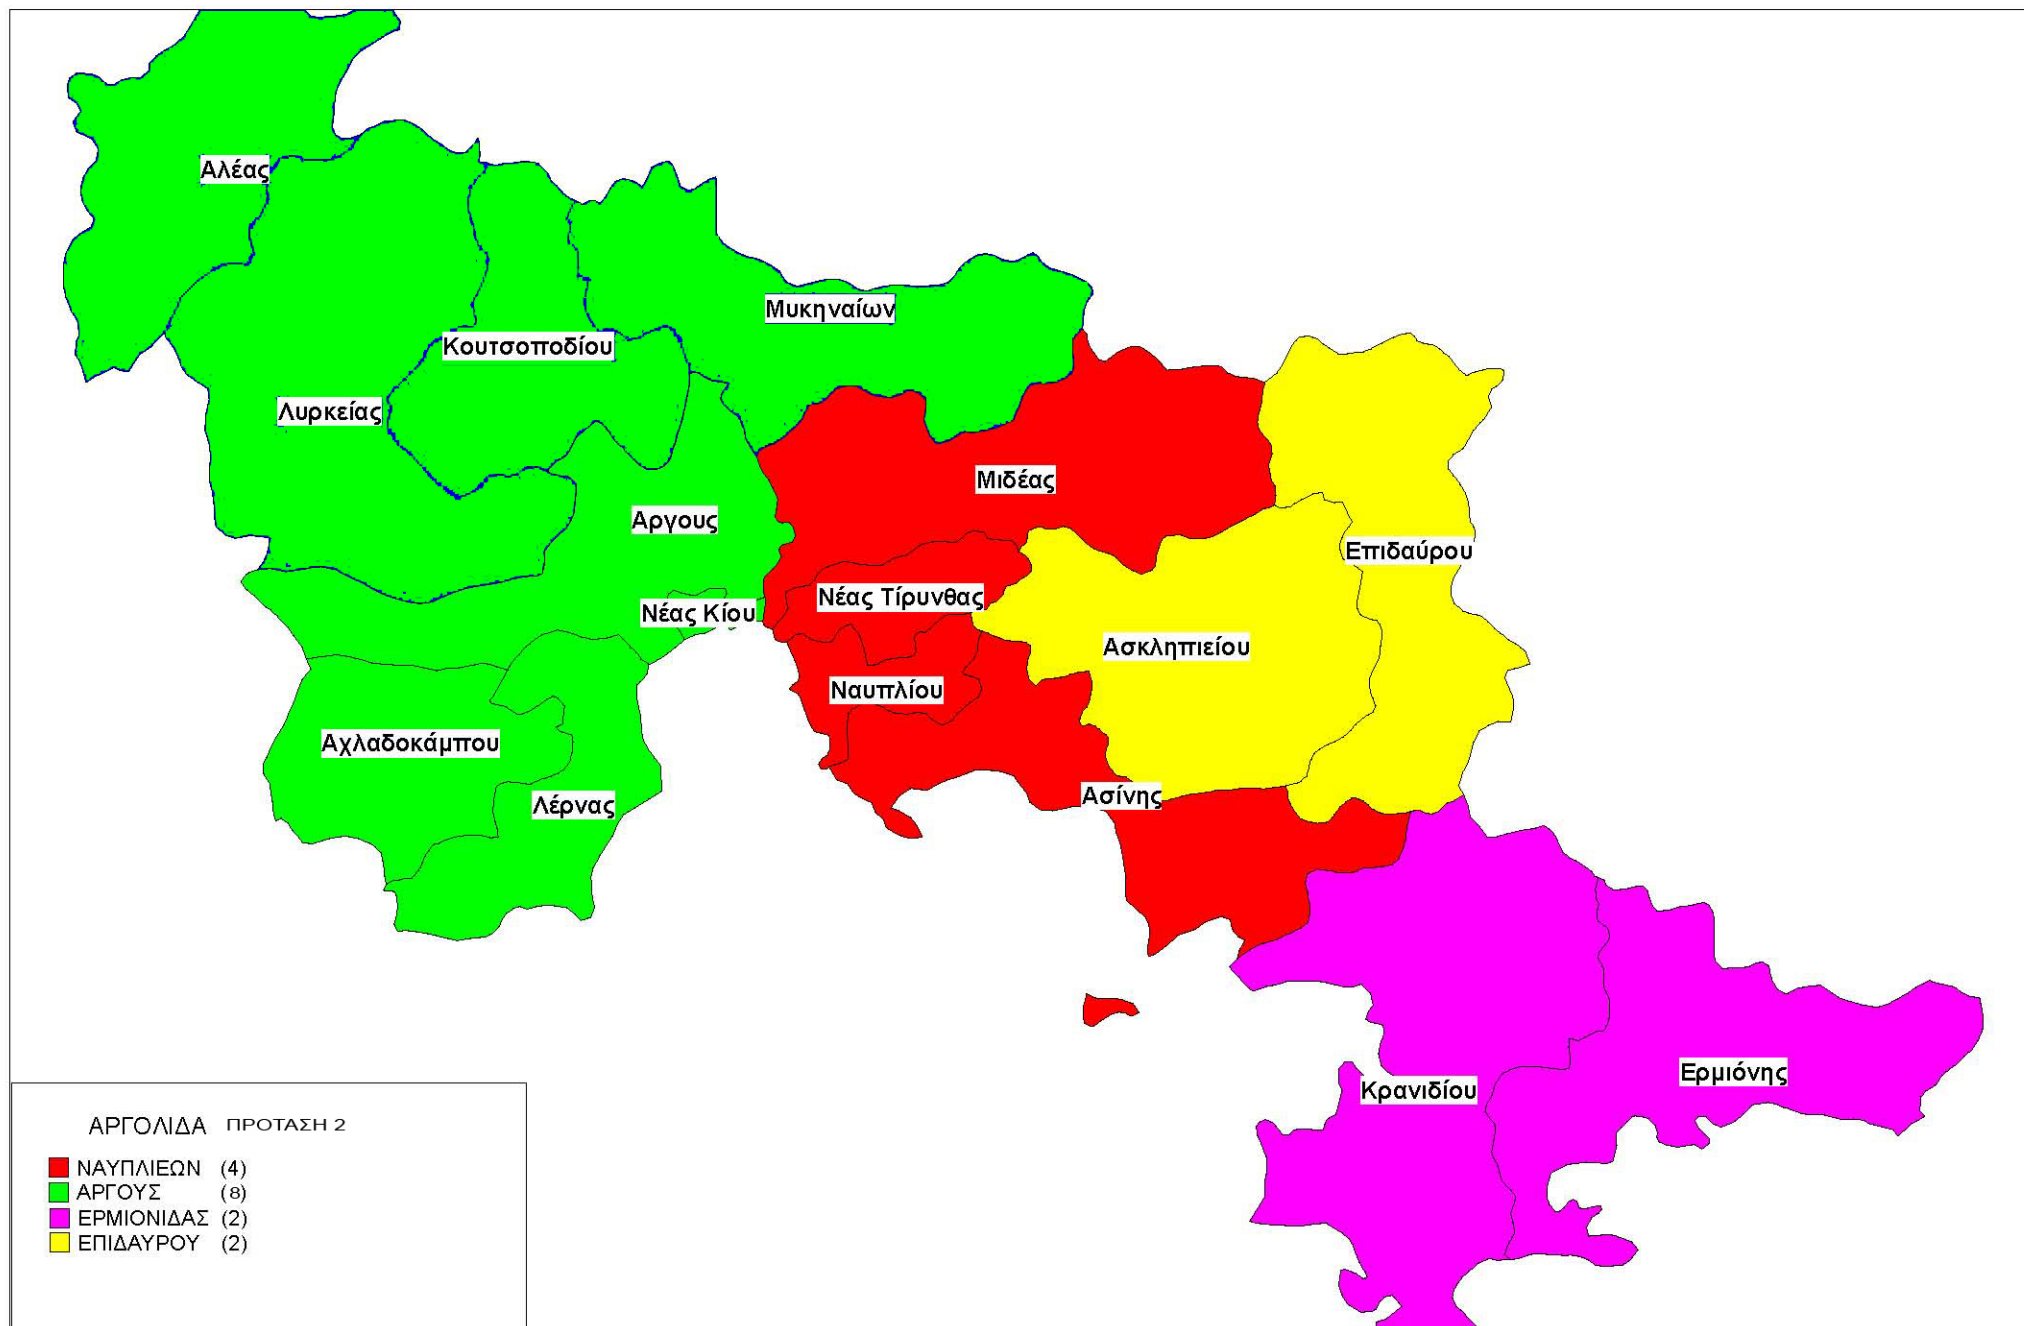 Αλέας
Μυκηναίων
Κουτσοποδίου
Λυρκείας
Μιδέας
Αργους
Επιδαύρου
Νέας Τίρυνθας
Νέας Κίου
Ασκληπιείου
Ναυπλίου
Αχλαδοκάμπου
Ασίνης
Λέρνας
Ερμιόνης
Κρανιδίου
ΑΡΓΟΛΙΔΑ ΠΡΟΤΑΣΗ 2
ΝΑΥΠΛΙΕΩΝ (4)
ΑΡΓΟΥΣ (8)
ΕΡΜΙΟΝΙΔΑΣ (2)
ΕΠΙΔΑΥΡΟΥ (2)